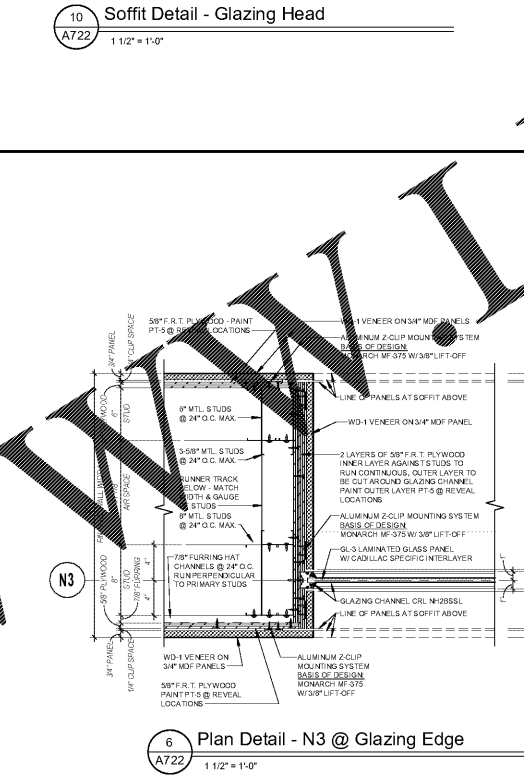 10
A722
Soffit Detail - Glazing Head
1 1/2" = 1'-0"
WWW.
5/8" F.R.T. PLYWOOD - PAINT
PT-5 @ REVEAL LOCATIONS
WD-1 VENEER ON 3/4" MDF PANELS
ALUMINUM Z-CLIP MOUNTING SYSTEM
BASIS OF DESIGN:
MONARCH MF-375 W/ 3/8" LIFT-OFF
LINE OF PANELS AT SOFFIT ABOVE
WD-1 VENEER ON 3/4" MDF PANEL
2 LAYERS OF 5/8" F.R.T. PLYWOOD
INNER LAYER AGAINST STUDS TO
RUN CONTINUOUS, OUTER LAYER TO
BE CUT AROUND GLAZING CHANNEL
PAINT OUTER LAYER PT-5 @ REVEAL
LOCATIONS
ALUMINUM Z-CLIP MOUNTING SYSTEM
BASIS OF DESIGN:
MONARCH MF-375 W/ 3/8" LIFT-OFF
GL-3 LAMINATED GLASS PANEL
W/ CADILLAC SPECIFIC INTERLAYER
GLAZING CHANNEL CRL NH2BSSL
LINE OF PANELS AT SOFFIT ABOVE
6" MTL. STUDS
@ 24" O.C. MAX.
3-5/8" MTL. STUDS
@ 24" O.C. MAX.
RUNNER TRACK
BELOW - MATCH
WIDTH & GAUGE
STUDS
8" MTL. STUDS
@ 24" O.C. MAX.
7/8" FURRING HAT
CHANNELS @ 24" O.C.
RUN PERPENDICULAR
TO PRIMARY STUDS
3/4" PANEL
1/4" CLIP SPACE
6"
STUD
AIR SPACE
5/8" PLYWOOD
8"
STUD
7/8" FURRING
4"
4"
3/4" PANEL
1/4" CLIP SPACE
1"
1"
N3
WD-1 VENEER ON
3/4" MDF PANELS
5/8" F.R.T. PLYWOOD
PAINT PT-5 @ REVEAL
LOCATIONS
ALUMINUM Z-CLIP
MOUNTING SYSTEM
BASIS OF DESIGN:
MONARCH MF-375
W/ 3/8" LIFT-OFF
6
A722
Plan Detail - N3 @ Glazing Edge
1 1/2" = 1'-0"